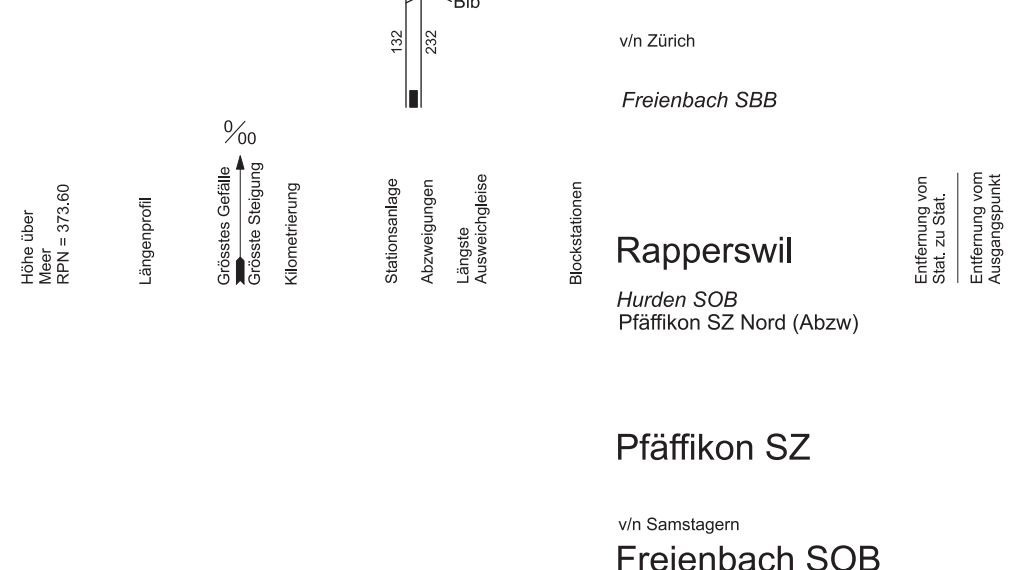 Bib
132
232
v/n Zürich
Freienbach SBB
0/00
Höhe über
Meer
RPN = 373.60
Längenprofil
Grösstes Gefälle
Grösste Steigung
Kilometrierung
Stationsanlage
Abzweigungen
Längste
Ausweichgleise
Blockstationen
Rapperswil
Entfernung von
Stat. zu Stat.
Entfernung vom
Ausgangspunkt
Hurden SOB
Pfäffikon SZ Nord (Abzw)
Pfäffikon SZ
v/n Samstagern
Freienbach SOB